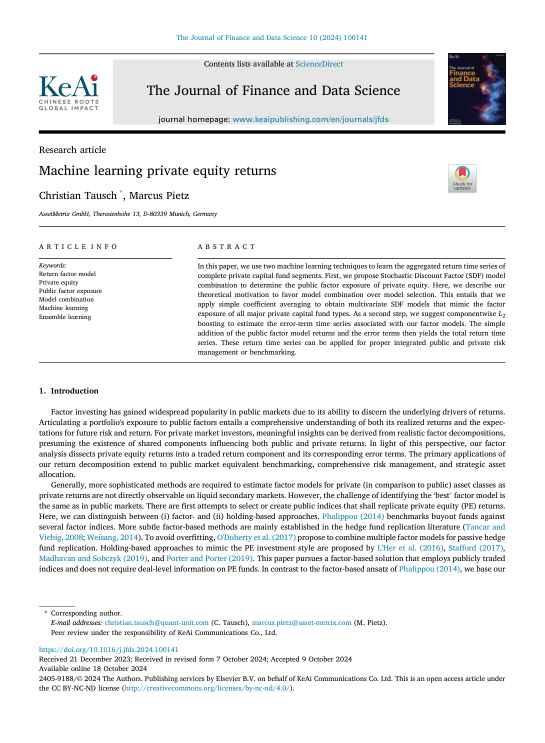 The Journal of Finance and Data Science 10 (2024) 100141
Contents lists available at ScienceDirect
The Journal of Finance and Data Science
journal homepage: www.keaipublishing.com/en/journals/jfds
KeAi
CHINESE ROOTS
GLOBAL IMPACT
The Journal of
Finance
and Data
Science
Research article
Machine learning private equity returns
Check for
updates
Christian Tausch *, Marcus Pietz
AssetMetrix GmbH, Theresienhöhe 13, D-80339 Munich, Germany
ARTICLE INFO
Keywords:
Return factor model
Private equity
Public factor exposure
Model combination
Machine learning
Ensemble learning
ABSTRACT
In this paper, we use two machine learning techniques to learn the aggregated return time series of
complete private capital fund segments. First, we propose Stochastic Discount Factor (SDF) model
combination to determine the public factor exposure of private equity. Here, we describe our
theoretical motivation to favor model combination over model selection. This entails that we
apply simple coefficient averaging to obtain multivariate SDF models that mimic the factor
exposure of all major private capital fund types. As a second step, we suggest componentwise L2
boosting to estimate the error-term time series associated with our factor models. The simple
addition of the public factor model returns and the error terms then yields the total return time
series. These return time series can be applied for proper integrated public and private risk
management or benchmarking.
1. Introduction
Factor investing has gained widespread popularity in public markets due to its ability to discern the underlying drivers of returns.
Articulating a portfolio's exposure to public factors entails a comprehensive understanding of both its realized returns and the expec-
tations for future risk and return. For private market investors, meaningful insights can be derived from realistic factor decompositions,
presuming the existence of shared components influencing both public and private returns. In light of this perspective, our factor
analysis dissects private equity returns into a traded return component and its corresponding error terms. The primary applications
of our return decomposition extend to public market equivalent benchmarking, comprehensive risk management, and strategic asset
allocation.
Generally, more sophisticated methods are required to estimate factor models for private (in comparison to public) asset classes as
private returns are not directly observable on liquid secondary markets. However, the challenge of identifying the 'best' factor model is
the same as in public markets. There are first attempts to select or create public indices that shall replicate private equity (PE) returns.
Here, we can distinguish between (i) factor- and (ii) holding-based approaches. Phalippou (2014) benchmarks buyout funds against
several factor indices. More subtle factor-based methods are mainly established in the hedge fund replication literature (Tancar and
Viebig, 2008; Weisang, 2014). To avoid overfitting, O'Doherty et al. (2017) propose to combine multiple factor models for passive hedge
fund replication. Holding-based approaches to mimic the PE investment style are proposed by L'Her et al. (2016), Stafford (2017),
Madhavan and Sobczyk (2019), and Porter and Porter (2019). This paper pursues a factor-based solution that employs publicly traded
indices and does not require deal-level information on PE funds. In contrast to the factor-based ansatz of Phalippou (2014), we base our
* Corresponding author.
E-mail addresses: christian.tausch@quant-unit.com (C. Tausch), marcus.pietz@asset-metrix.com (M. Pietz).
Peer review under the responsibility of KeAi Communications Co., Ltd.
https://doi.org/10.1016/j.jfds.2024.100141
Received 21 December 2023; Received in revised form 7 October 2024; Accepted 9 October 2024
Available online 18 October 2024
2405-9188/© 2024 The Authors. Publishing services by Elsevier B.V. on behalf of KeAi Communications Co. Ltd. This is an open access article under
the CC BY-NC-ND license (http://creativecommons.org/licenses/by-nc-nd/4.0/).